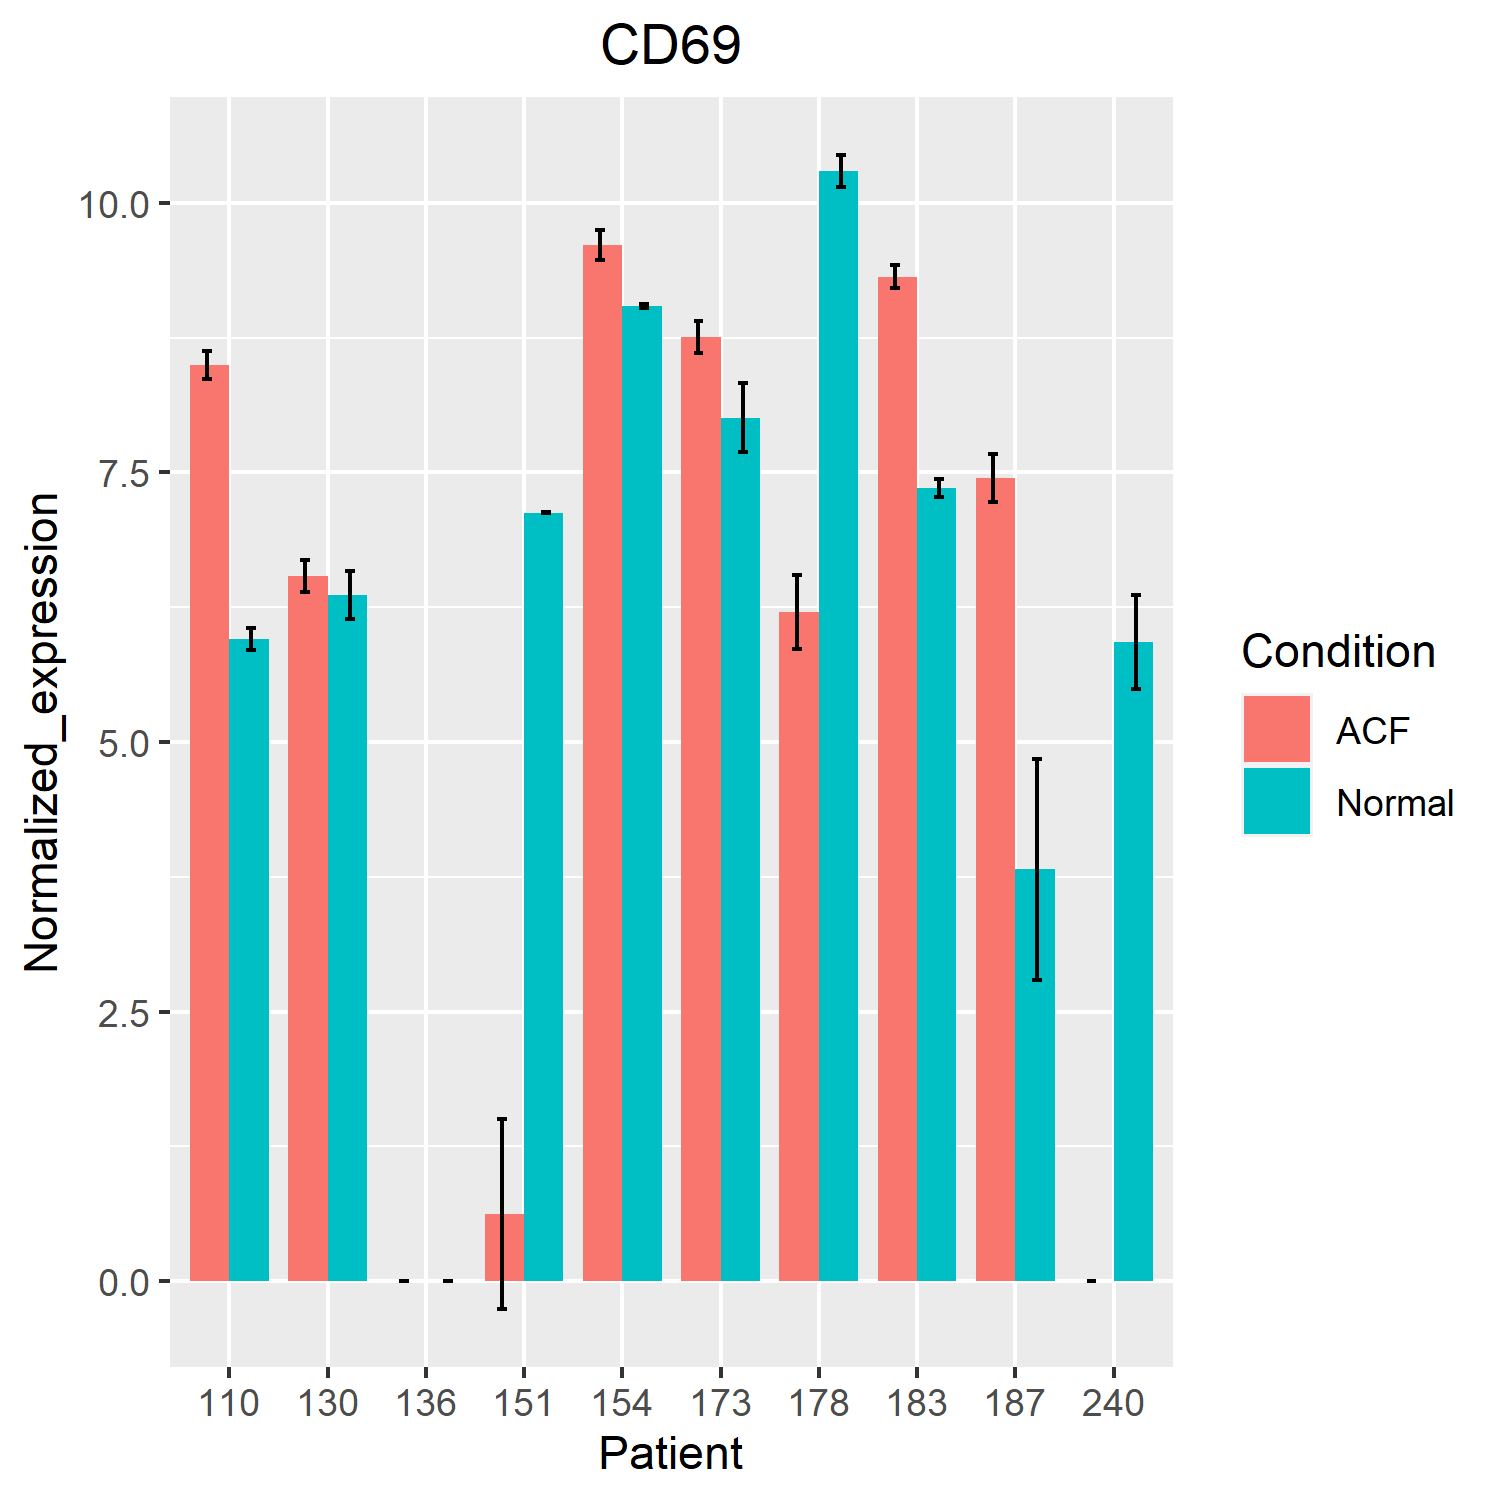 CD69
Normalized_expression
10.0
7.5
5.0
2.5
0.0
110 130 136 151 154 173 178 183 187 240
Patient
Condition
ACF
Normal